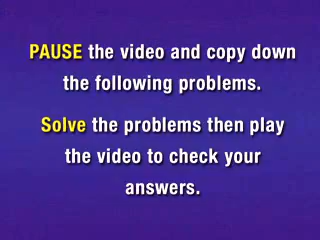 PAUSE the video and copy down
the following problems.
Solve the problems then play
the video to check your
answers.